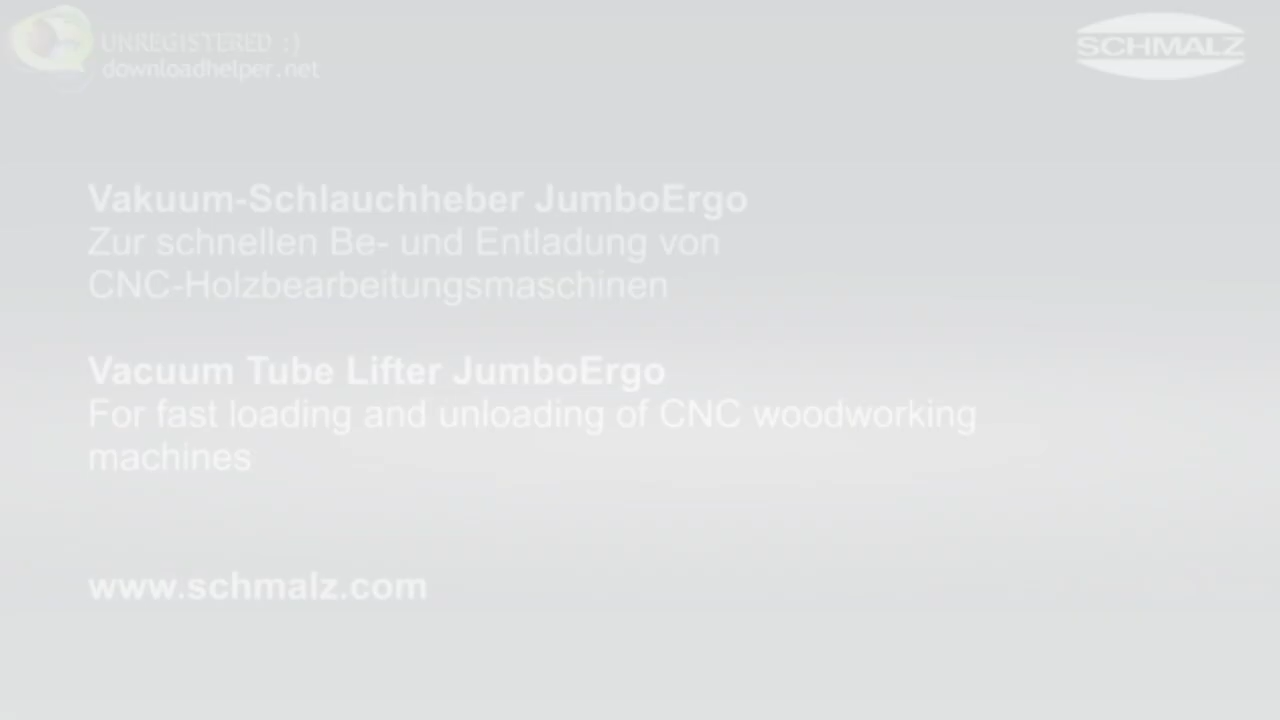 UNREGISTERED :)
downloadhelper.net
SCHMALZ
Vakuum-Schlauchheber JumboErgo
Zur schnellen Be- und Entladung von
CNC-Holzbearbeitungsmaschinen
Vacuum Tube Lifter JumboErgo
For fast loading and unloading of CNC woodworking
machines
www.schmalz.com